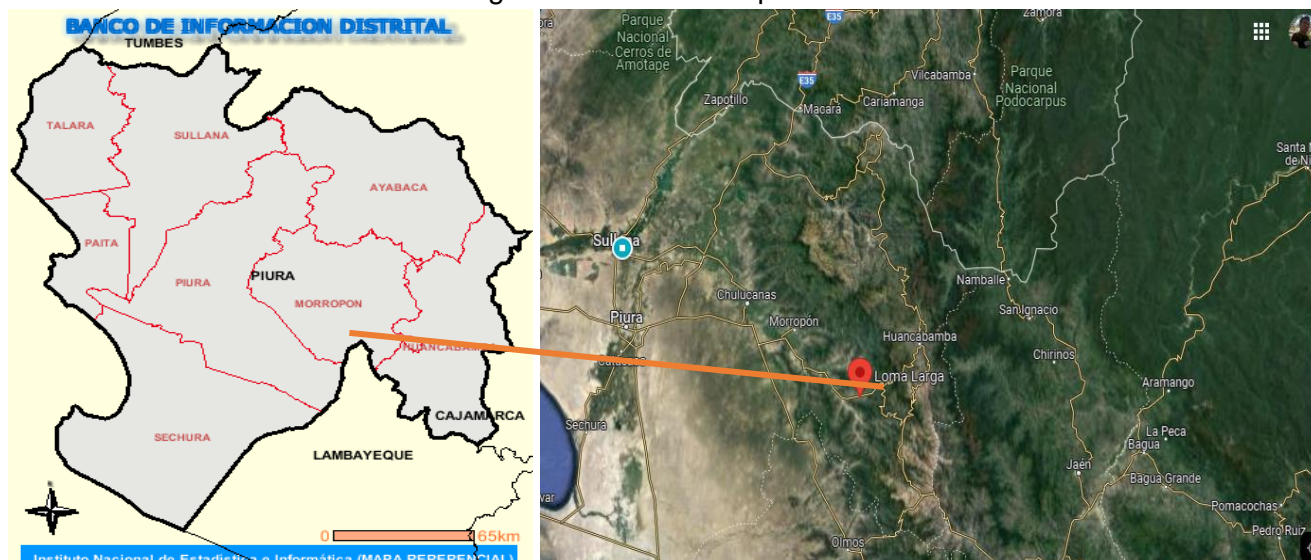 BANCO DE INFORMACION DISTRITAL
TUMBES
TALARA
SULLANA
AYABACA
PAITA
PIURA
PIURA
MORROPON
SECHURA
CAJAMARCA
LAMBAYEQUE
0 65km
Instituto Nacional de Estadistica e Informática (MAPA REFERENCIAL)
Parque
Nacional
Cerros de
Amotape
E35
Zamora
E35
Vilcabamba
Parque
Nacional
Podocarpus
Zapotillo
Macará
Cariamanga
Santa
de
Sullana
Namballe
Chulucanas
San Ignacio
Piura
Morropón
Huancabamba
Chirinos
Loma Larga
Aramango
Sechura
La Peca
Bagua
Jaén
Bagua Grande
Pomacochas
Pedro Ruiz
Olmos